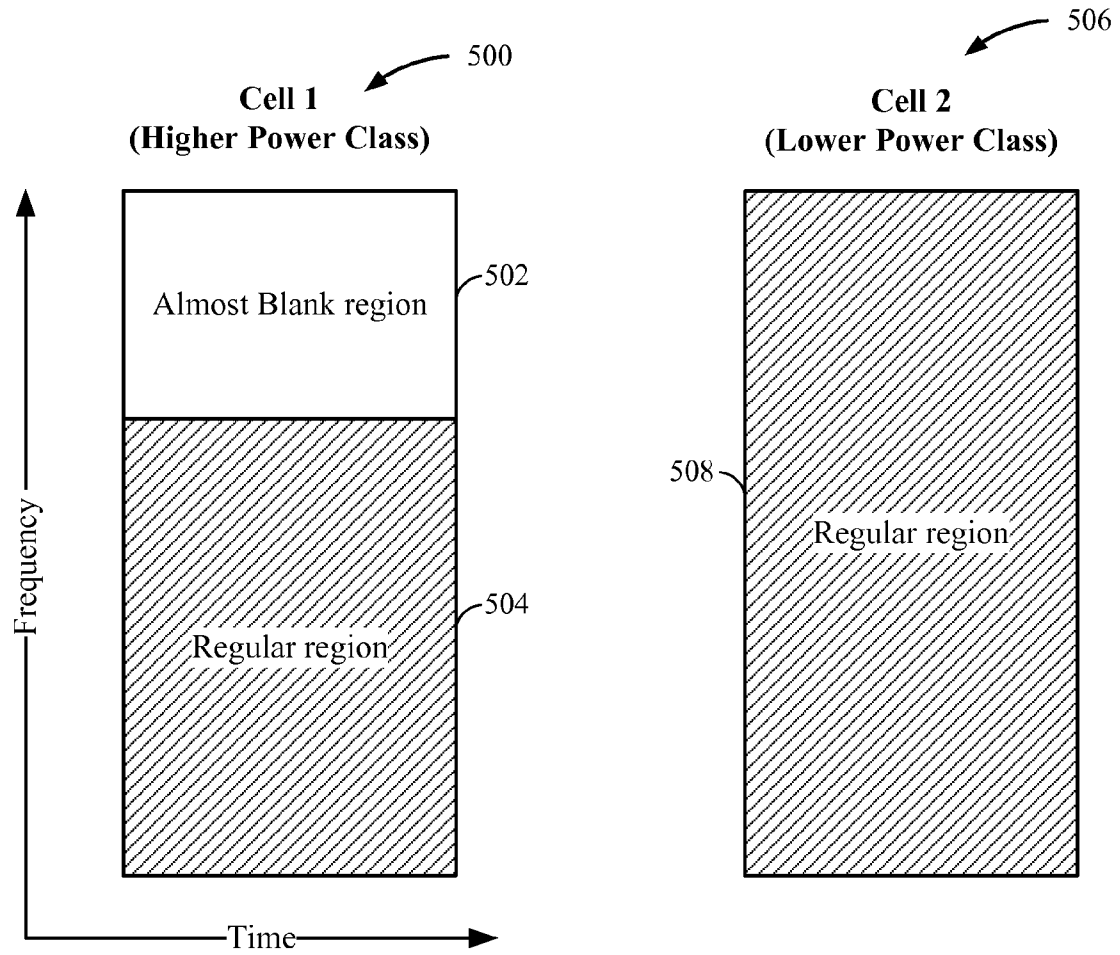 506
500
Cell 1
(Higher Power Class)
Cell 2
(Lower Power Class)
502
Almost Blank region
508
Regular region
Frequency
504
Regular region
Time